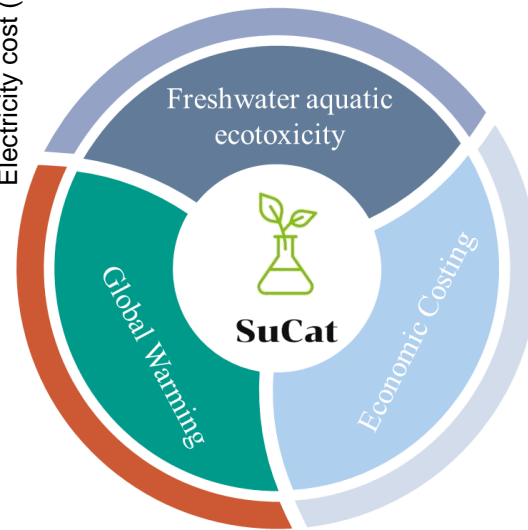 Electricity cost (
Freshwater aquatic
ecotoxicity
Global Warming
Economic Costing
SuCat